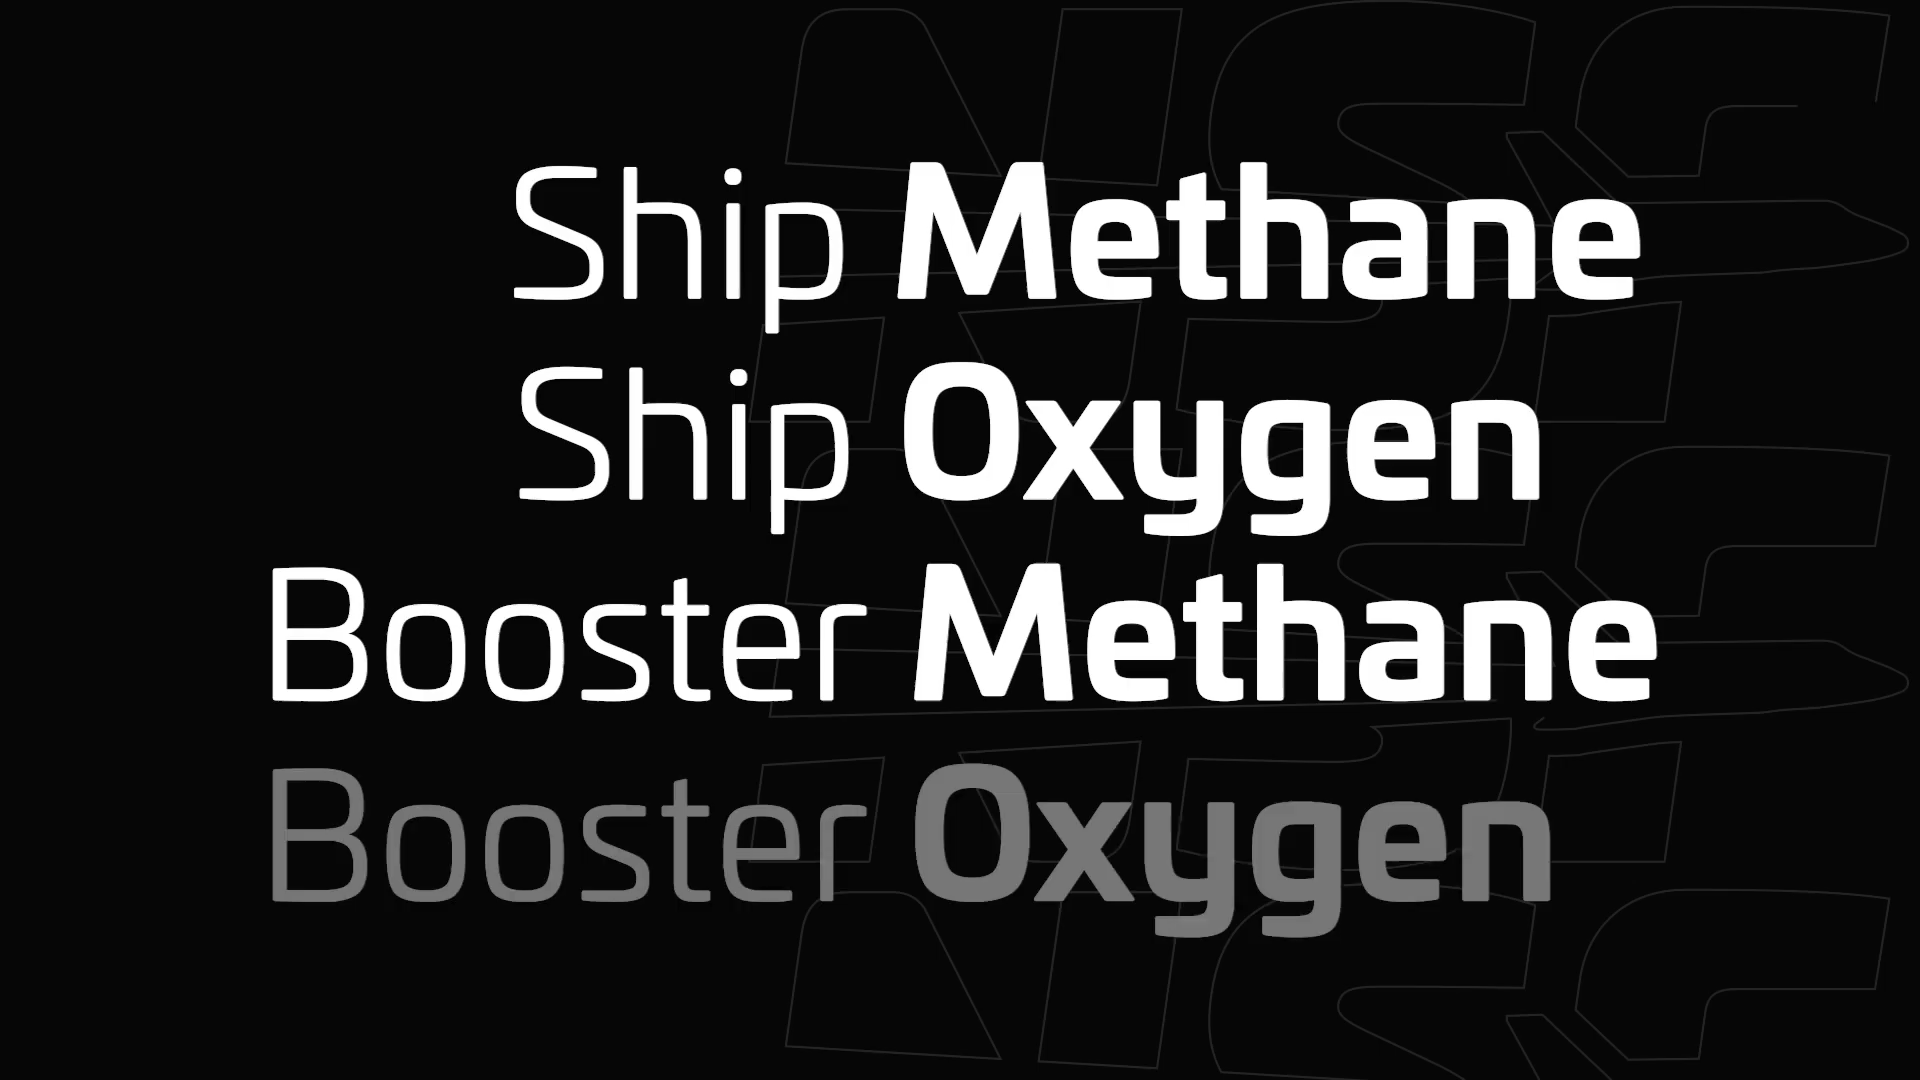 Ship Methane
Ship Oxygen
Booster Methane
Booster Oxygen